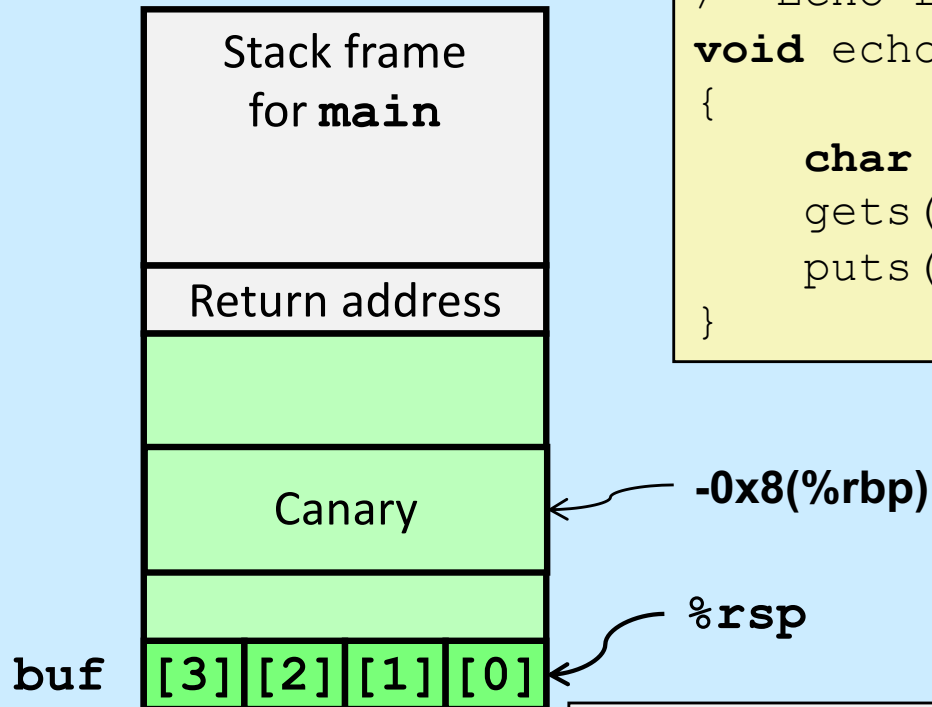 Stack frame
for main
Return address
Canary
buf [3] [2] [1] [0]
void
{
char
gets(
puts(
}
-0x8(%rbp)
%rsp